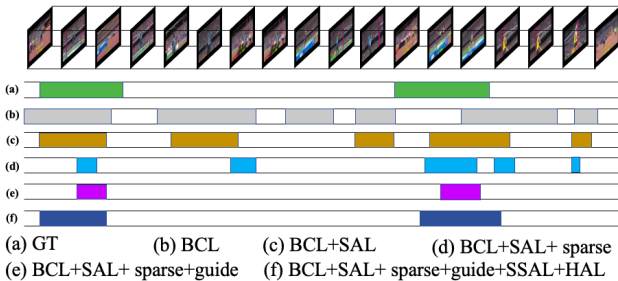 (a)
(b)
(c)
(d)
(e)
(f)
(a) GT (b) BCL (c) BCL+SAL (d) BCL+SAL+ sparse
(e) BCL+SAL+ sparse+guide (f) BCL+SAL+ sparse+guide+SSAL+HAL